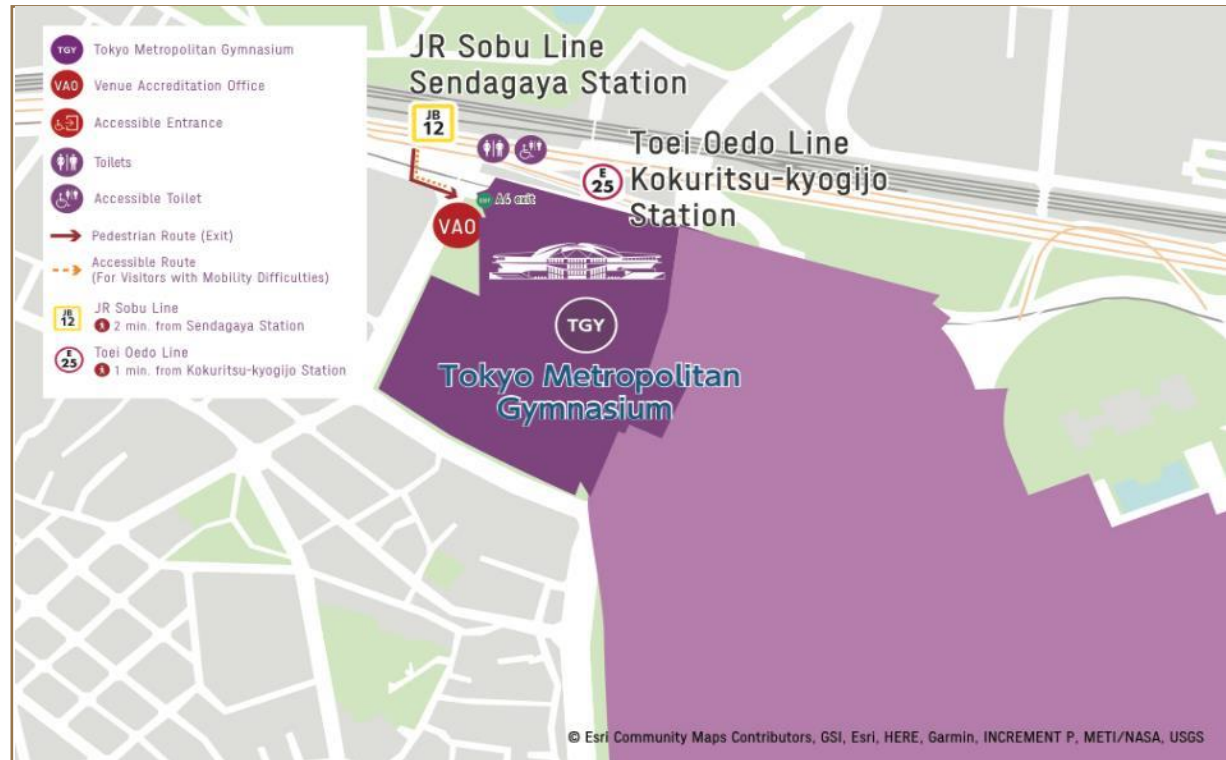 TGY Tokyo Metropolitan Gymnasium
VAO Venue Accreditation Office
Accessible Entrance
Toilets
Accessible Toilet
Pedestrian Route (Exit)
Accessible Route
(For Visitors with Mobility Difficulties)
JB
12
JR Sobu Line
2 min. from Sendagaya Station
E
25
Toei Oedo Line
1 min. from Kokuritsu-kyogijo Station
JR Sobu Line
Sendagaya Station
JB
12
Toei Oedo Line
Kokuritsu-kyogijo
Station
E
25
A4 exit
VAO
TGY
Tokyo Metropolitan
Gymnasium
© Esri Community Maps Contributors, GSI, Esri, HERE, Garmin, INCREMENT P, METI/NASA, USGS